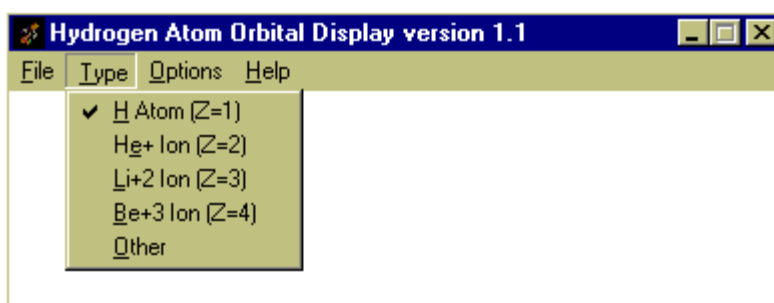 Hydrogen Atom Orbital Display version 1.1
File Type Options Help
H Atom (Z=1)
He+ Ion (Z=2)
Li+2 Ion (Z=3)
Be+3 Ion (Z=4)
Other